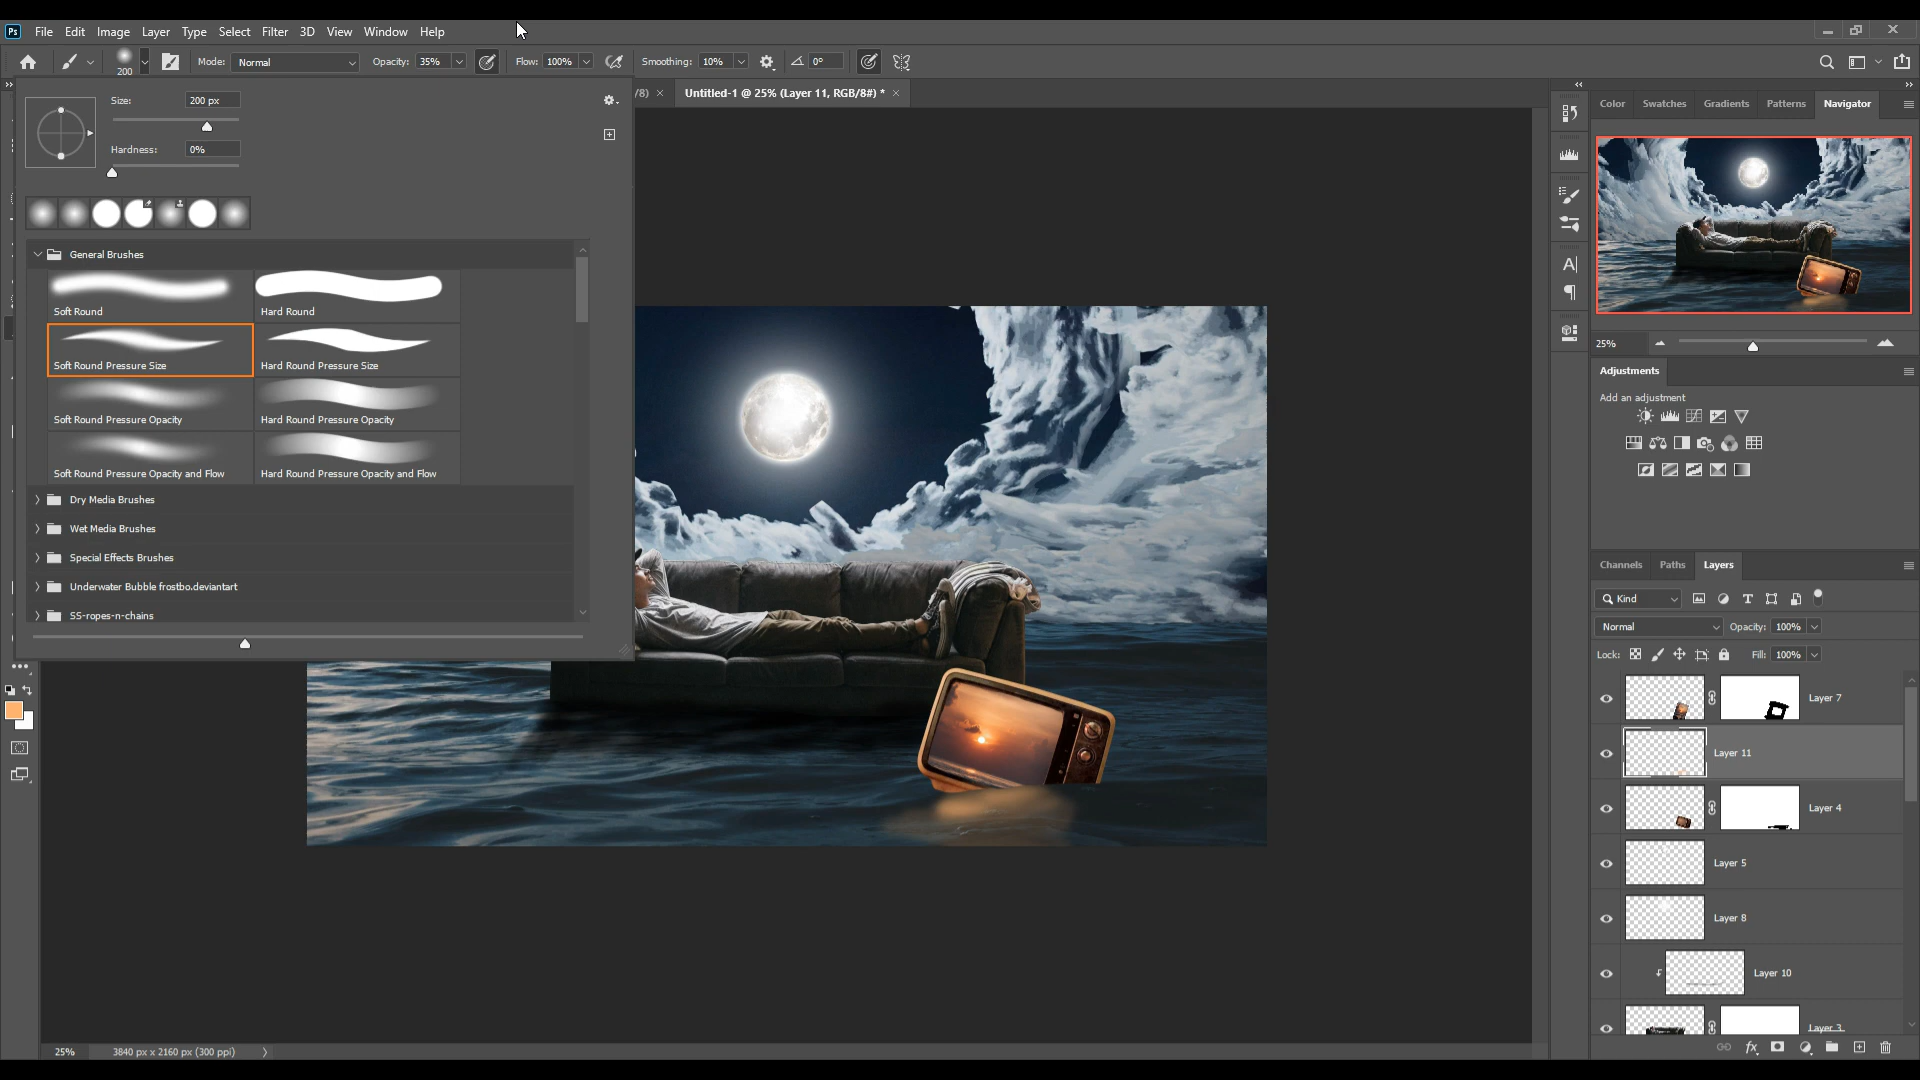 Ps File Edit Image Layer Type Select Filter 3D View Window Help
200 Mode: Normal Opacity: 35% Flow: 100% Smoothing: 10% 0°
/8) × Untitled-1 @ 25% (Layer 11, RGB/8#) * ×
Size: 200 px
Hardness: 0%
General Brushes
Soft Round Hard Round
Soft Round Pressure Size Hard Round Pressure Size
Soft Round Pressure Opacity Hard Round Pressure Opacity
Soft Round Pressure Opacity and Flow Hard Round Pressure Opacity and Flow
Dry Media Brushes
Wet Media Brushes
Special Effects Brushes
Underwater Bubble frostbo.deviantart
SS-ropes-n-chains
25% 3840 px x 2160 px (300 ppi)
Color Swatches Gradients Patterns Navigator
25%
Adjustments
Add an adjustment
Channels Paths Layers
Kind
Normal Opacity: 100%
Lock: Fill: 100%
Layer 7
Layer 11
Layer 4
Layer 5
Layer 8
Layer 10
Layer 3
fx